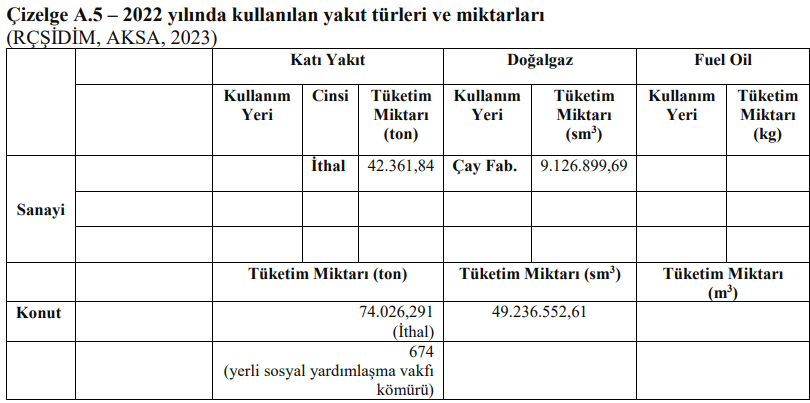 Çizelge A.5 – 2022 yılında kullanılan yakıt türleri ve miktarları
(RÇŞİDİM, AKSA, 2023)
Katı Yakıt Doğalgaz Fuel Oil
Kullanım Yeri Cinsi Tüketim Miktarı (ton) Kullanım Yeri Tüketim Miktarı (sm³) Kullanım Yeri Tüketim Miktarı (kg)
Sanayi İthal 42.361,84 Çay Fab. 9.126.899,69
Tüketim Miktarı (ton) Tüketim Miktarı (sm³) Tüketim Miktarı (m³)
Konut 74.026,291 (İthal) 49.236.552,61
674
(yerli sosyal yardımlaşma vakfı
kömürü)